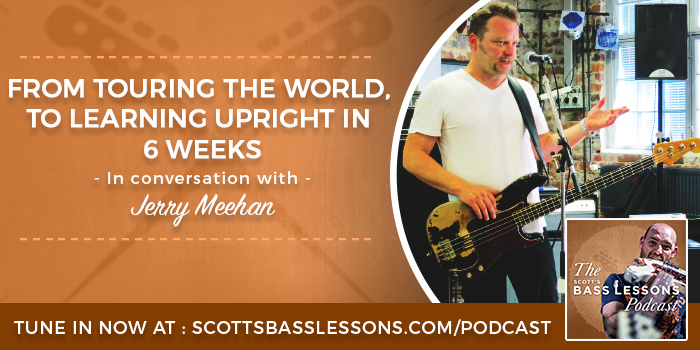 FROM TOURING THE WORLD,
TO LEARNING UPRIGHT IN
6 WEEKS
- In conversation with -
Jerry Meehan
The
SCOTT'S
BASS LESSONS
Podcast
TUNE IN NOW AT : SCOTTSBASSLESSONS.COM/PODCAST